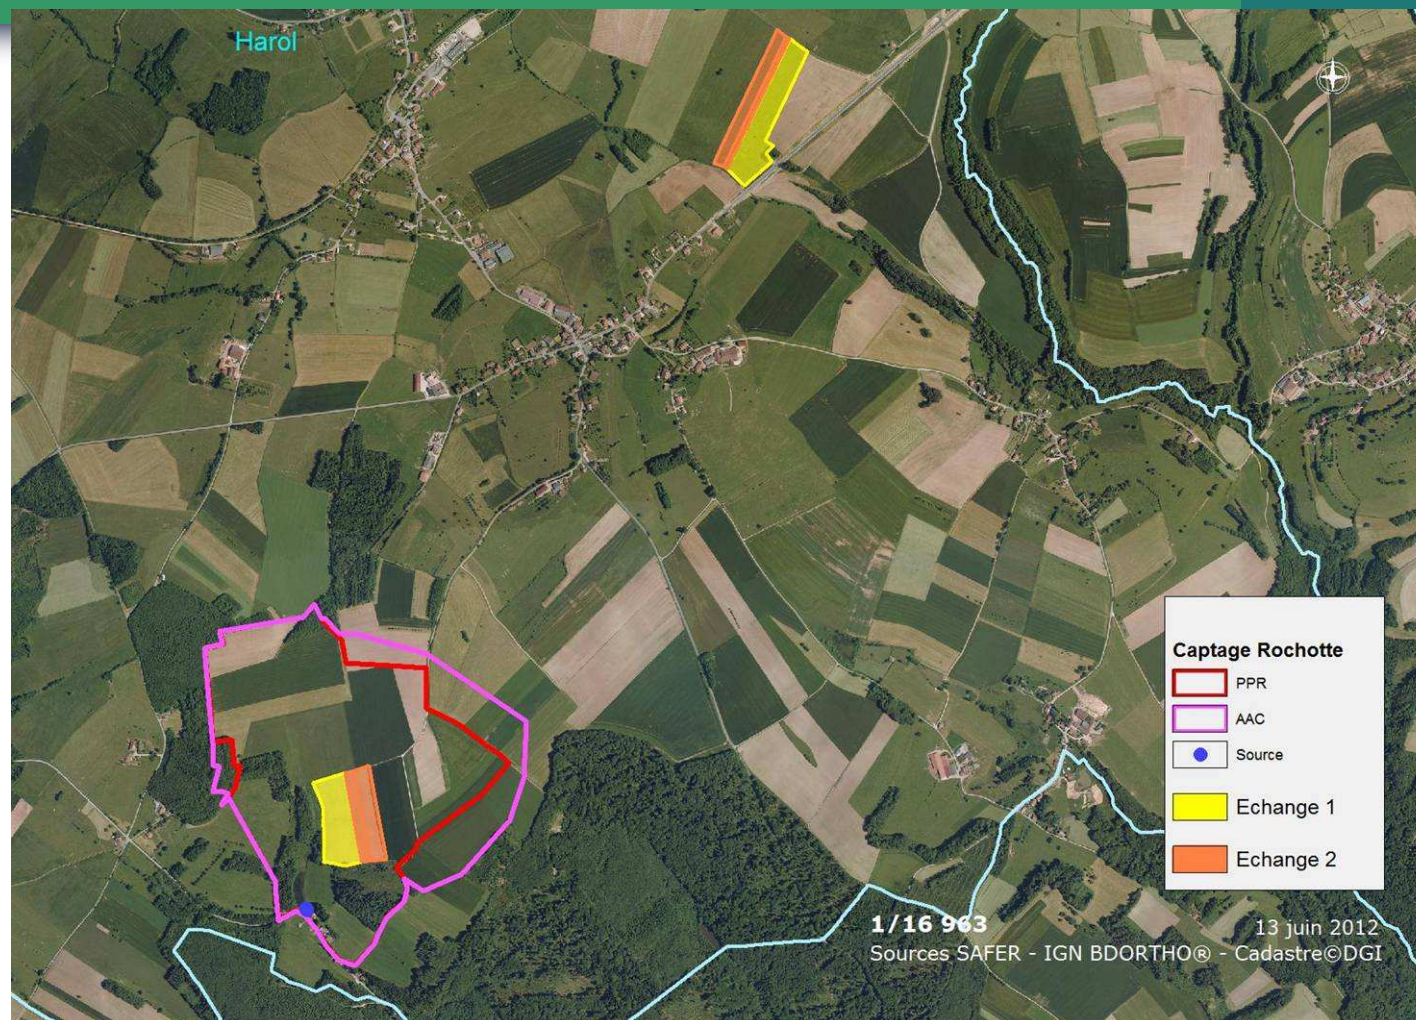 Harol
Captage Rochotte
PPR
AAC
Source
Echange 1
Echange 2
1/16 963
13 juin 2012
Sources SAFER - IGN BDORTHO® - Cadastre©DGI